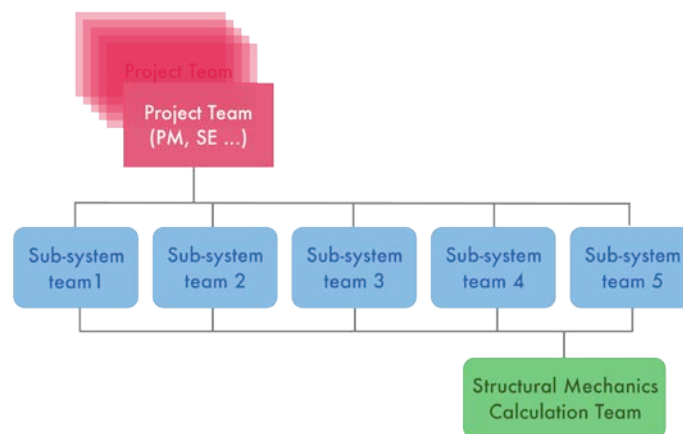 Project Team
Project Team
(PM, SE ...)
Sub-system
team1
Sub-system
team 2
Sub-system
team 3
Sub-system
team 4
Sub-system
team 5
Structural Mechanics
Calculation Team